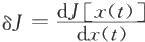 δJ = dJ[x(t)] / dx(t)